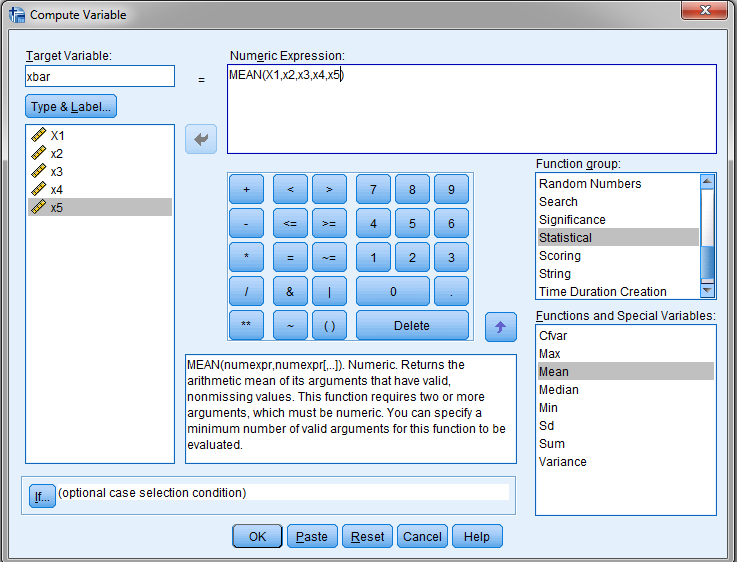 Compute Variable
Target Variable:
xbar
=
Numeric Expression:
MEAN(X1,x2,x3,x4,x5)
Type & Label...
X1
x2
x3
x4
x5
+ < > 7 8 9
- <= >= 4 5 6
* = ~= 1 2 3
/ & | 0 .
** ~ ( ) Delete
Function group:
Random Numbers
Search
Significance
Statistical
Scoring
String
Time Duration Creation
Functions and Special Variables:
Cfvar
Max
Mean
Median
Min
Sd
Sum
Variance
MEAN(numexpr,numexpr[,..]). Numeric. Returns the
arithmetic mean of its arguments that have valid,
nonmissing values. This function requires two or more
arguments, which must be numeric. You can specify a
minimum number of valid arguments for this function to be
evaluated.
If... (optional case selection condition)
OK Paste Reset Cancel Help